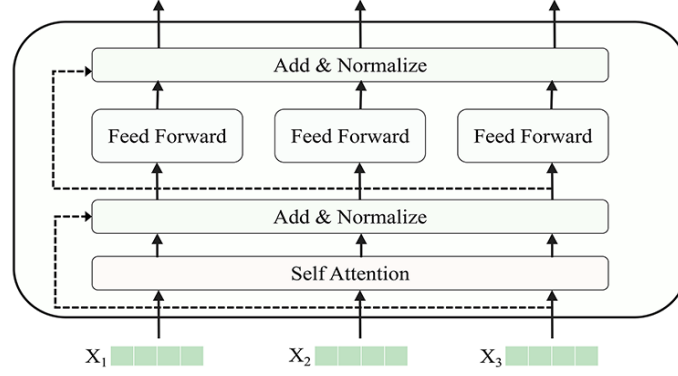 Add & Normalize
Feed Forward Feed Forward Feed Forward
Add & Normalize
Self Attention
X₁ X₂ X₃